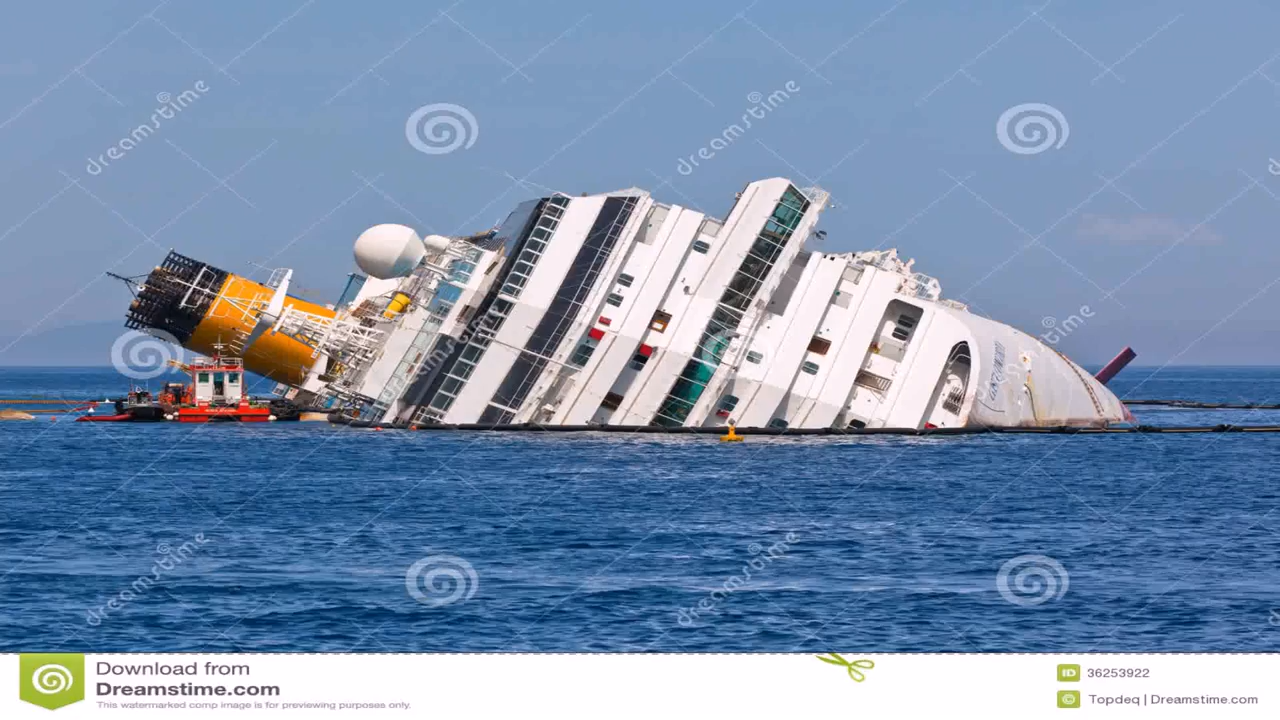 dreamstime
dreamstime
dreamstime
dreamstime
dreamstime
Download from
Dreamstime.com
This watermarked comp image is for previewing purposes only.
ID 36253922
© Topdeq | Dreamstime.com